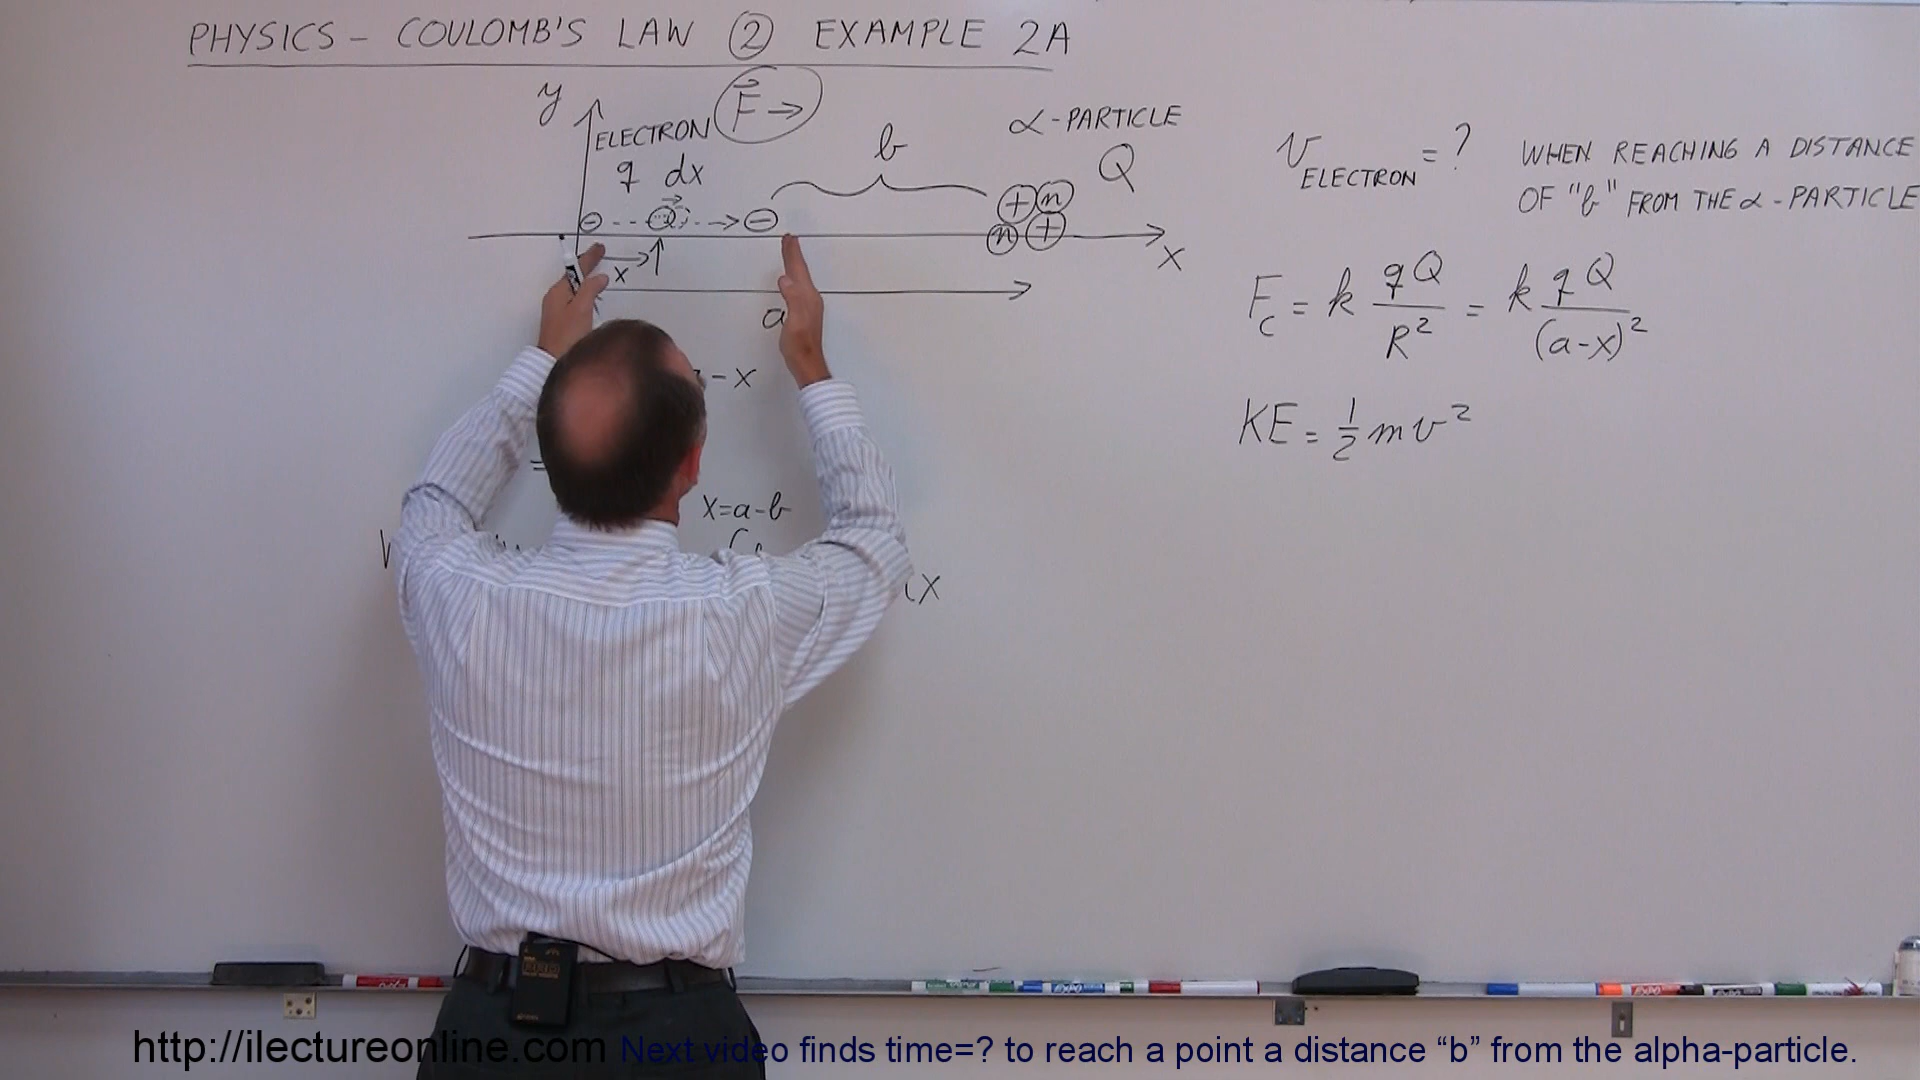 PHYSICS - COULOMB'S LAW ② EXAMPLE 2A
y
ELECTRON
F→
q dx
b
α-PARTICLE
Q
+ n
n +
x
x
a
- x
=
x=a-b
x
v ELECTRON = ? WHEN REACHING A DISTANCE
OF "b" FROM THE α-PARTICLE
F_C = k qQ/R² = k qQ/(a-x)²
KE = ½mv²
http://ilectureonline.com Next video finds time=? to reach a point a distance “b” from the alpha-particle.